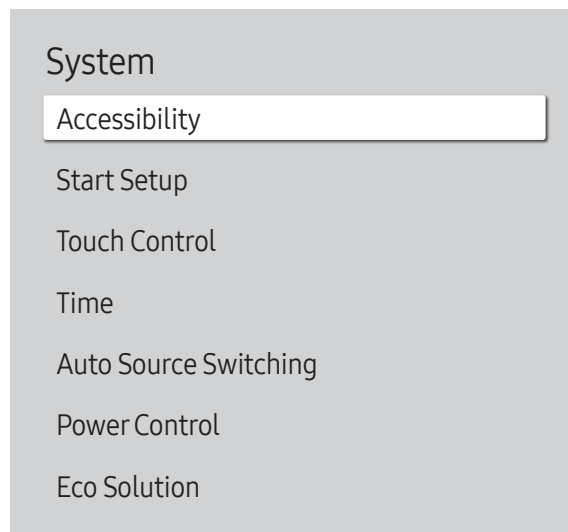 System
Accessibility
Start Setup
Touch Control
Time
Auto Source Switching
Power Control
Eco Solution